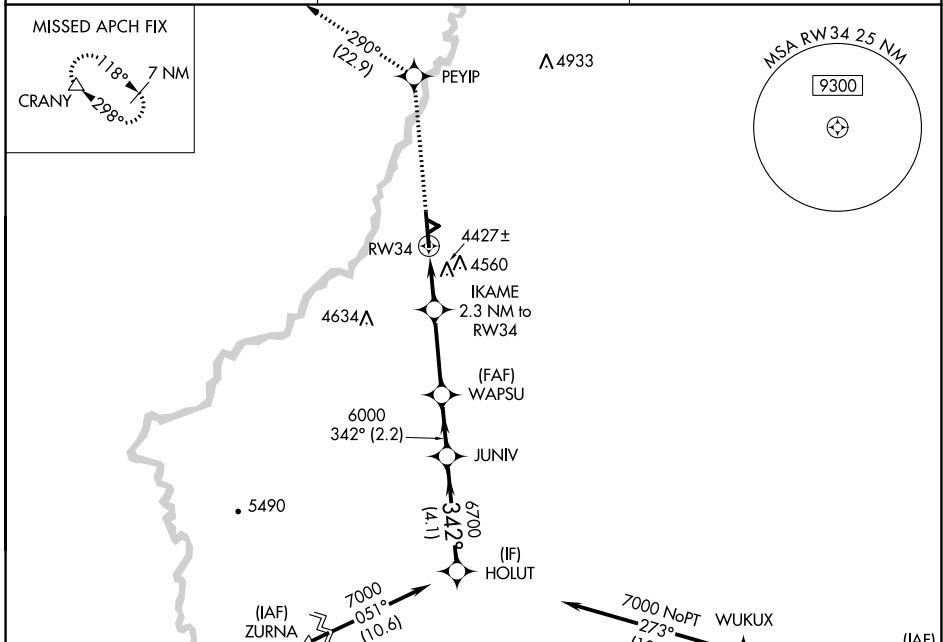 MISSED APCH FIX
118°
7 NM
CRANY
298°
290°
(22.9)
PEYIP
4933
MSA RW34 25 NM
9300
RW34
4427±
4560
IKAME
2.3 NM to
RW34
4634
(FAF)
WAPSU
6000
342° (2.2)
JUNIV
5490
6700
342°
(4.1)
(IF)
HOLUT
7000
051°
(10.6)
(IAF)
ZURNA
7000 NoPT
273°
WUKUX
(IAF)